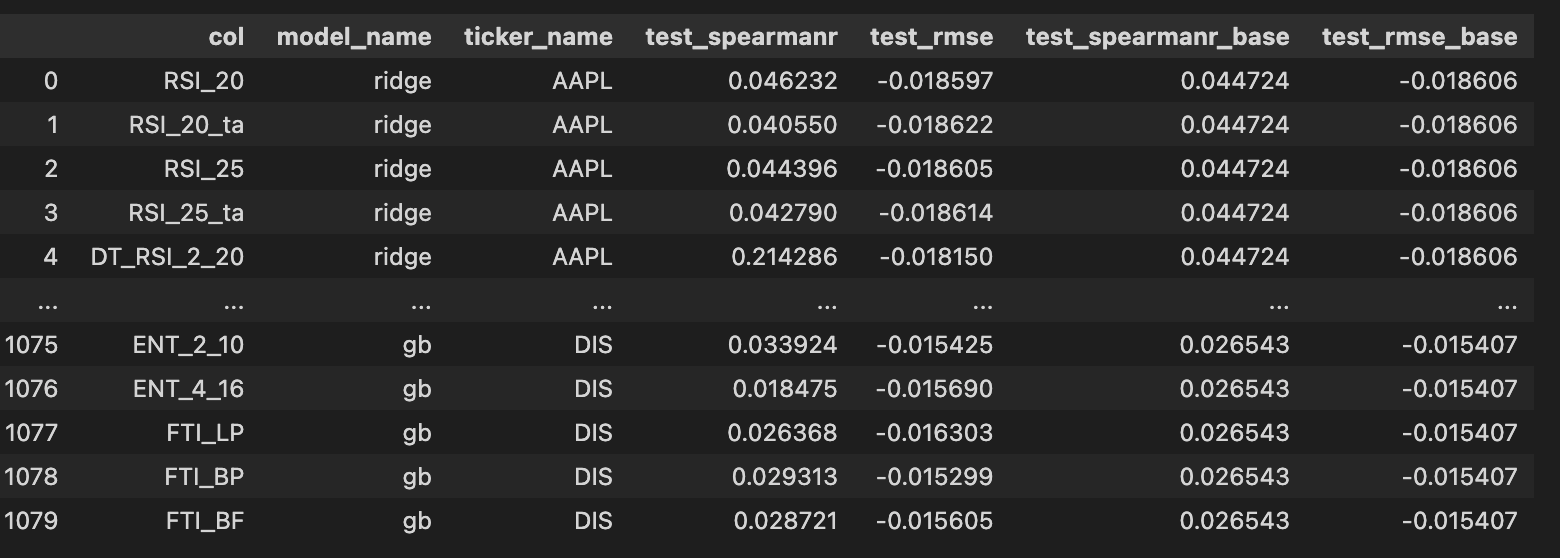 col model_name ticker_name test_spearmanr test_rmse test_spearmanr_base test_rmse_base
0 RSI_20 ridge AAPL 0.046232 -0.018597 0.044724 -0.018606
1 RSI_20_ta ridge AAPL 0.040550 -0.018622 0.044724 -0.018606
2 RSI_25 ridge AAPL 0.044396 -0.018605 0.044724 -0.018606
3 RSI_25_ta ridge AAPL 0.042790 -0.018614 0.044724 -0.018606
4 DT_RSI_2_20 ridge AAPL 0.214286 -0.018150 0.044724 -0.018606
... ... ... ... ... ... ... ...
1075 ENT_2_10 gb DIS 0.033924 -0.015425 0.026543 -0.015407
1076 ENT_4_16 gb DIS 0.018475 -0.015690 0.026543 -0.015407
1077 FTI_LP gb DIS 0.026368 -0.016303 0.026543 -0.015407
1078 FTI_BP gb DIS 0.029313 -0.015299 0.026543 -0.015407
1079 FTI_BF gb DIS 0.028721 -0.015605 0.026543 -0.015407